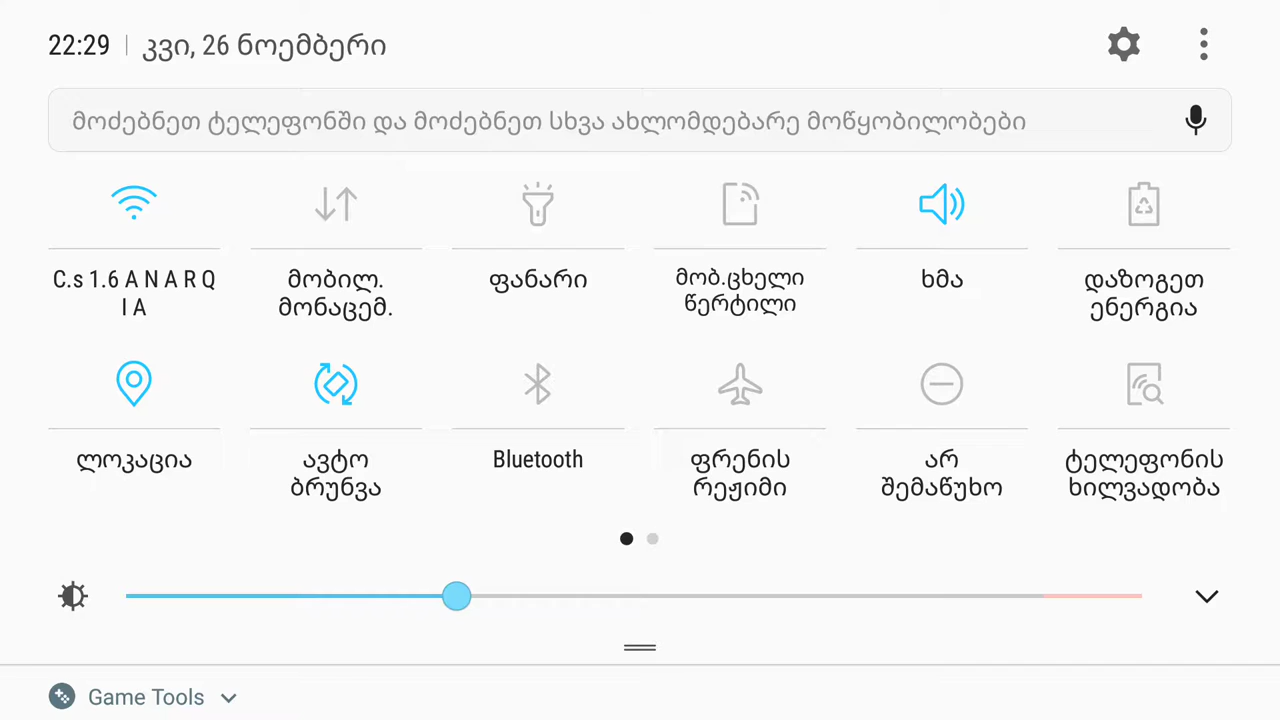 22:29 | კვი, 26 ნოემბერი
მოძებნეთ ტელეფონში და მოძებნეთ სხვა ახლომდებარე მოწყობილობები
C.s 1.6 A N A R Q
I A
მობილ.
მონაცემ.
ფანარი
მობ.ცხელი
წერტილი
ხმა
დაზოგეთ
ენერგია
ლოკაცია
ავტო
ბრუნვა
Bluetooth
ფრენის
რეჟიმი
არ
შემაწუხო
ტელეფონის
ხილვადობა
Game Tools